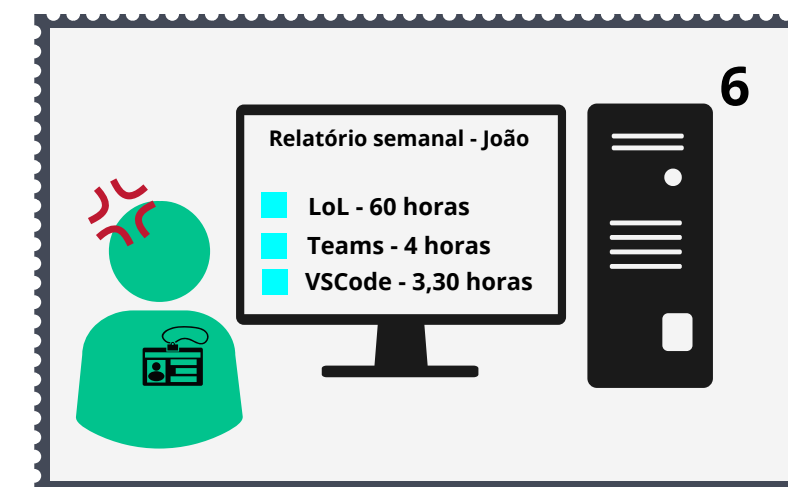 6
Relatório semanal - João
LoL - 60 horas
Teams - 4 horas
VSCode - 3,30 horas